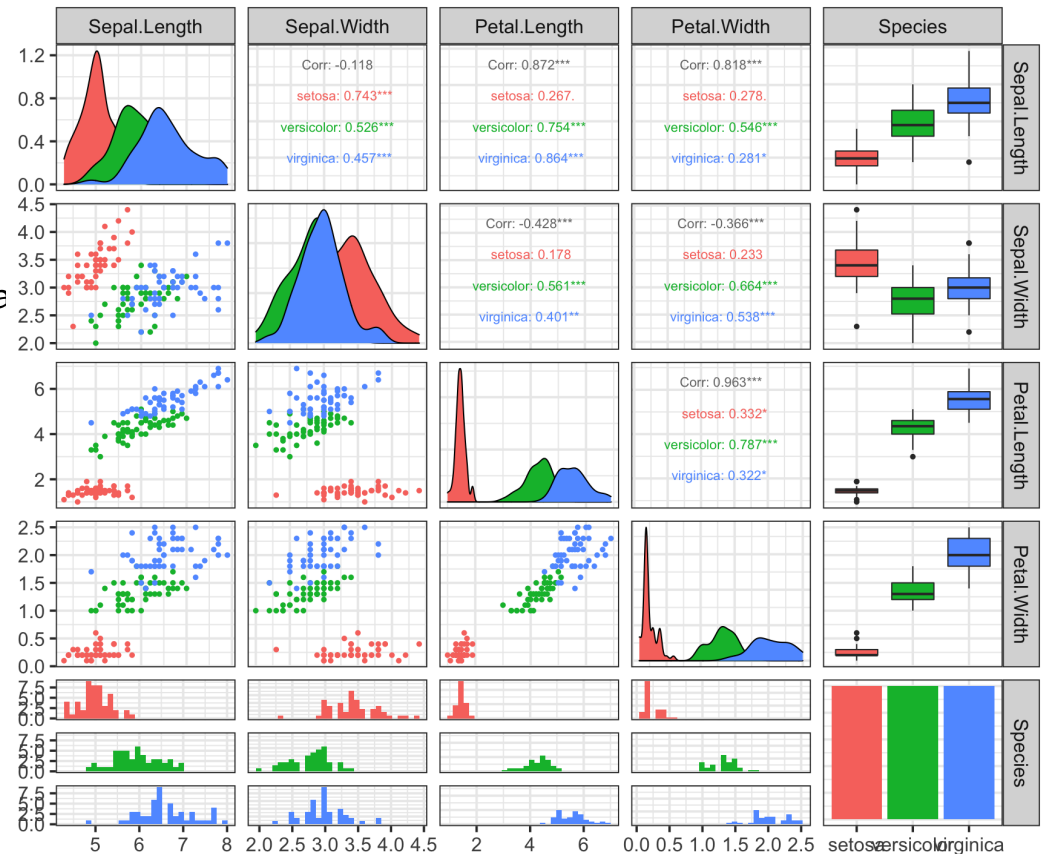 Sepal.Length Sepal.Width Petal.Length Petal.Width Species
1.2
0.8
0.4
0.0
Corr: -0.118
setosa: 0.743***
versicolor: 0.526***
virginica: 0.457***
Corr: 0.872***
setosa: 0.267.
versicolor: 0.754***
virginica: 0.864***
Corr: 0.818***
setosa: 0.278.
versicolor: 0.546***
virginica: 0.281*
Sepal.Length
4.5
4.0
3.5
3.0
2.5
2.0
Corr: -0.428***
setosa: 0.178
versicolor: 0.561***
virginica: 0.401**
Corr: -0.366***
setosa: 0.233
versicolor: 0.664***
virginica: 0.538***
Sepal.Width
6
4
2
Corr: 0.963***
setosa: 0.332*
versicolor: 0.787***
virginica: 0.322*
Petal.Length
2.5
2.0
1.5
1.0
0.5
0.0
Petal.Width
7.5
5.0
2.5
0.0
7.5
5.0
2.5
0.0
7.5
5.0
2.5
0.0
Species
5 6 7 8 2.0 2.5 3.0 3.5 4.0 4.5 2 4 6 0.0 0.5 1.0 1.5 2.0 2.5 setosa versicolor virginica